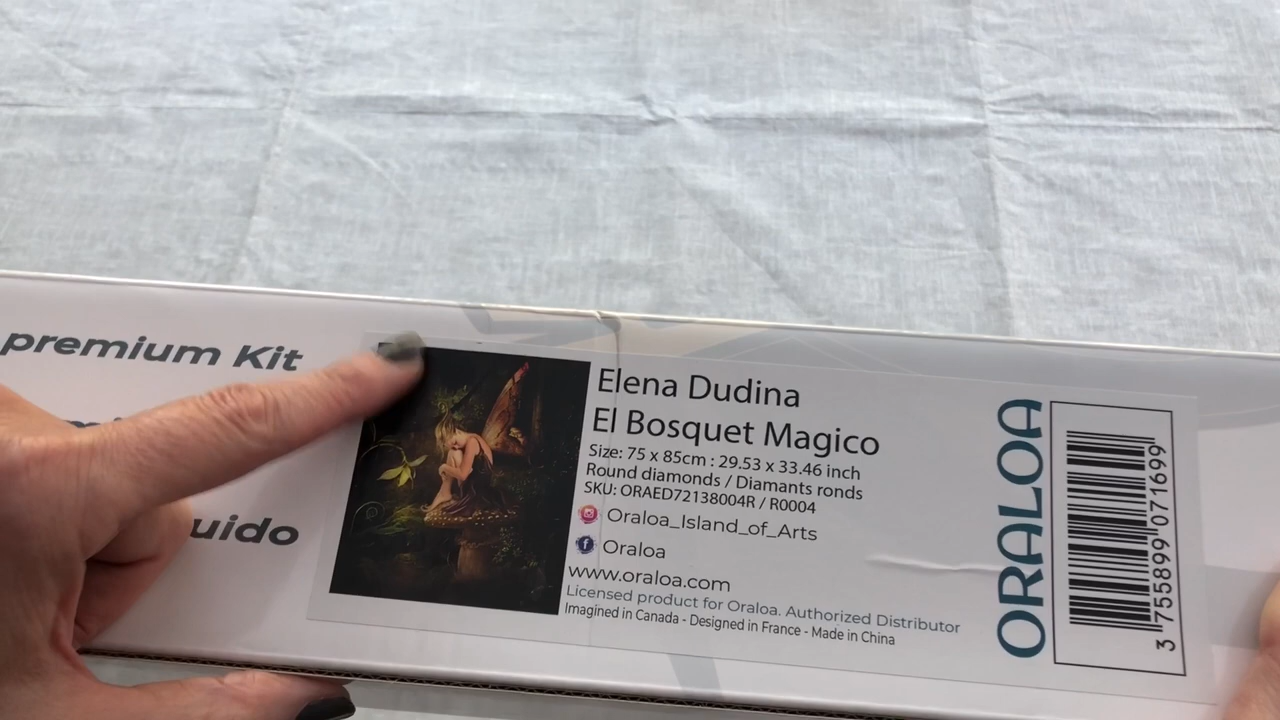 premium Kit
uido
Elena Dudina
El Bosquet Magico
Size: 75 x 85cm : 29.53 x 33.46 inch
Round diamonds / Diamants ronds
SKU: ORAED72138004R / R0004
Oraloa_Island_of_Arts
Oraloa
www.oraloa.com
Licensed product for Oraloa. Authorized Distributor
Imagined in Canada - Designed in France - Made in China
ORALOA
3 755899 071699